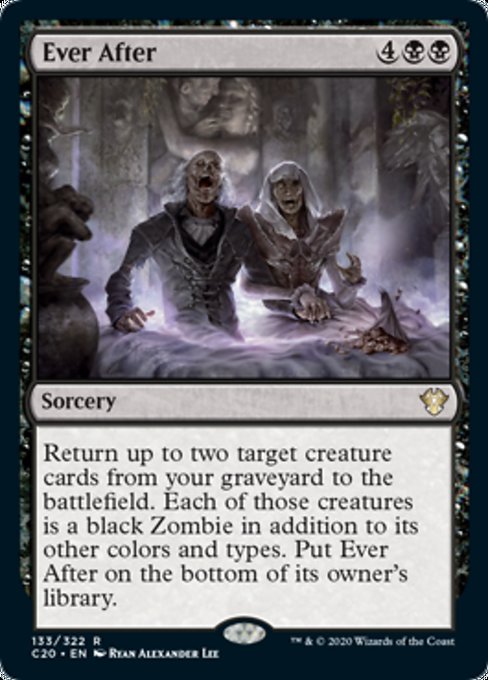 Ever After 4
Sorcery
Return up to two target creature
cards from your graveyard to the
battlefield. Each of those creatures
is a black Zombie in addition to its
other colors and types. Put Ever
After on the bottom of its owner's
library.
133/322 R
C20 • EN Ryan Alexander Lee
™ & © 2020 Wizards of the Coast